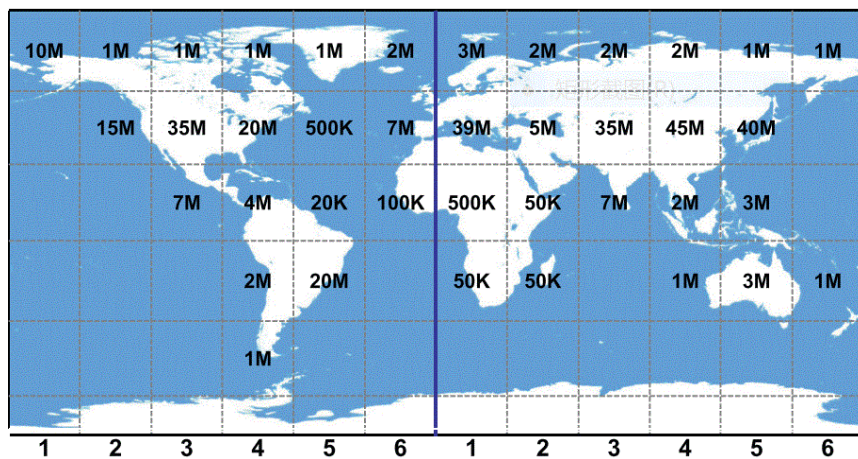 10M 1M 1M 1M 1M 2M 3M 2M 2M 2M 1M 1M
15M 35M 20M 500K 7M 39M 5M 35M 45M 40M
7M 4M 20K 100K 500K 50K 7M 2M 3M
2M 20M 50K 50K 1M 3M 1M
1M
1 2 3 4 5 6 1 2 3 4 5 6